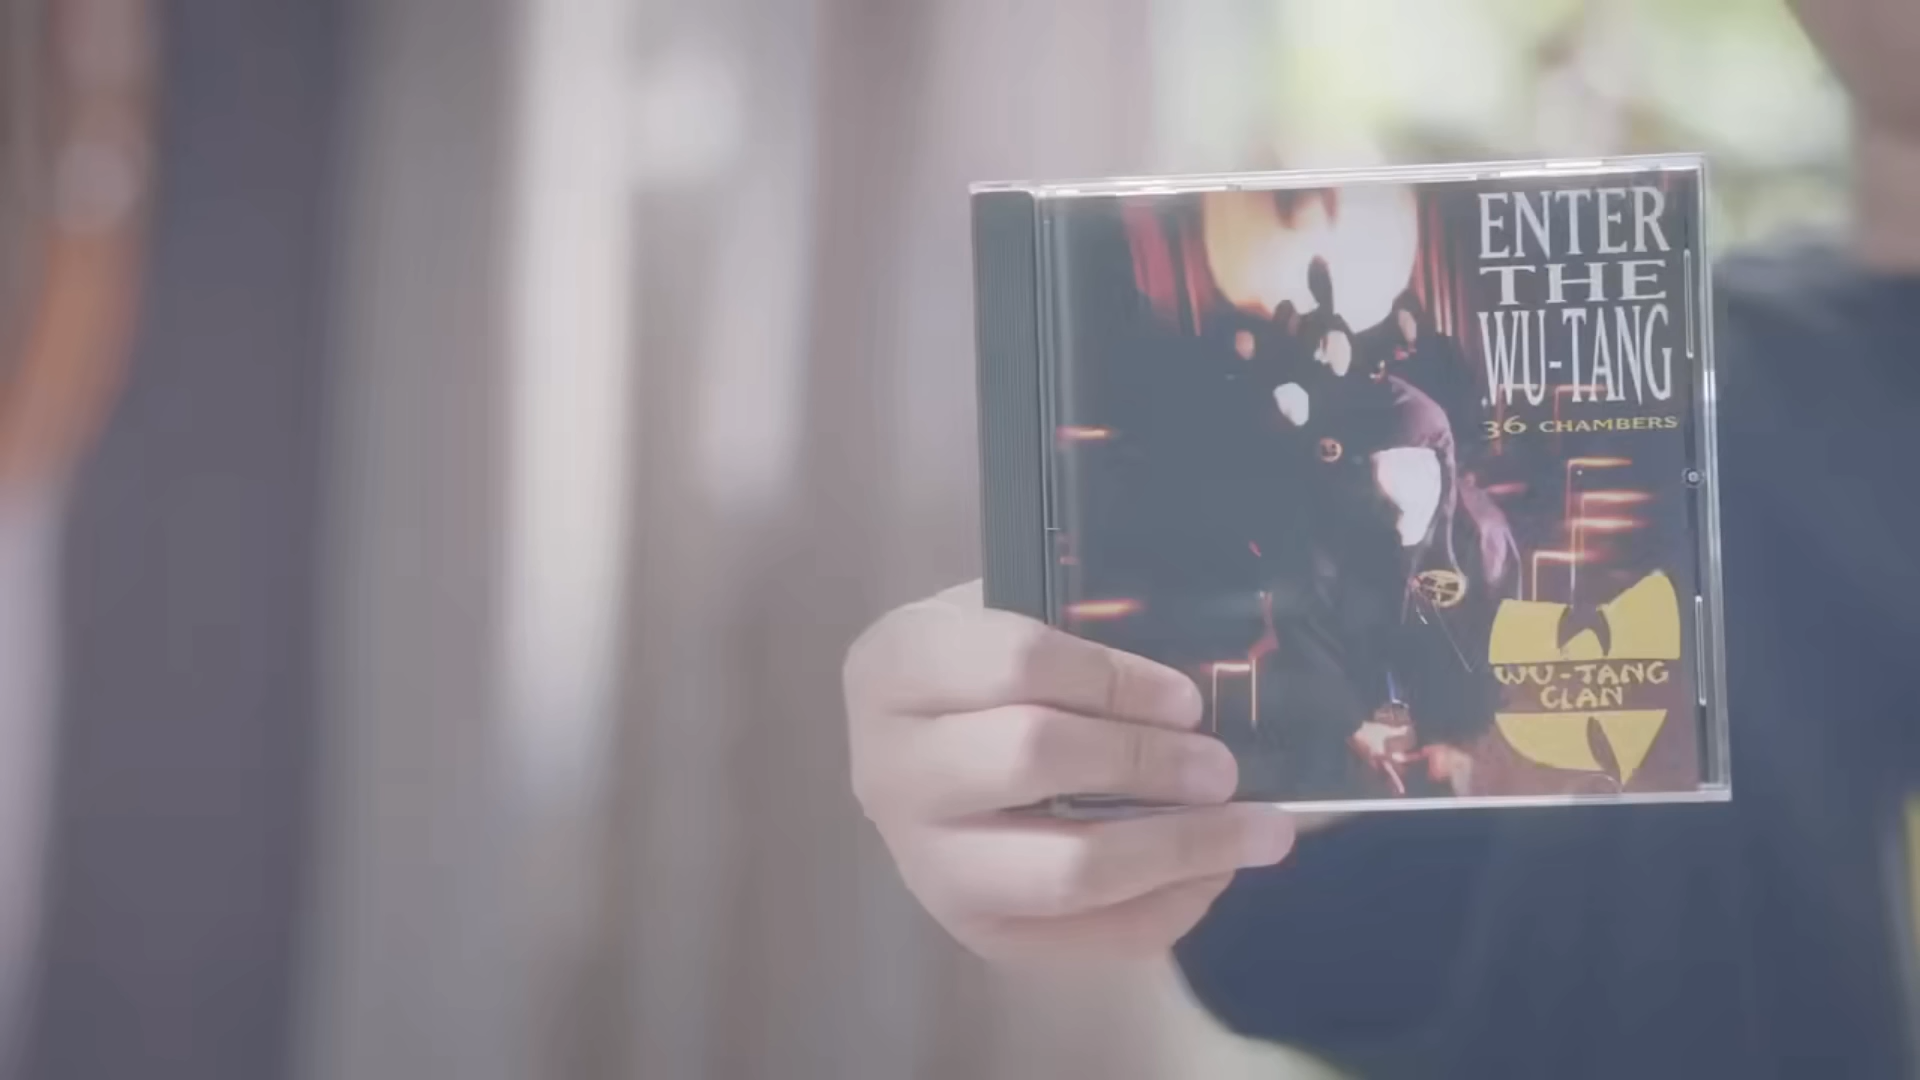 ENTER
THE
WU-TANG
36 CHAMBERS
WU-TANG
CLAN